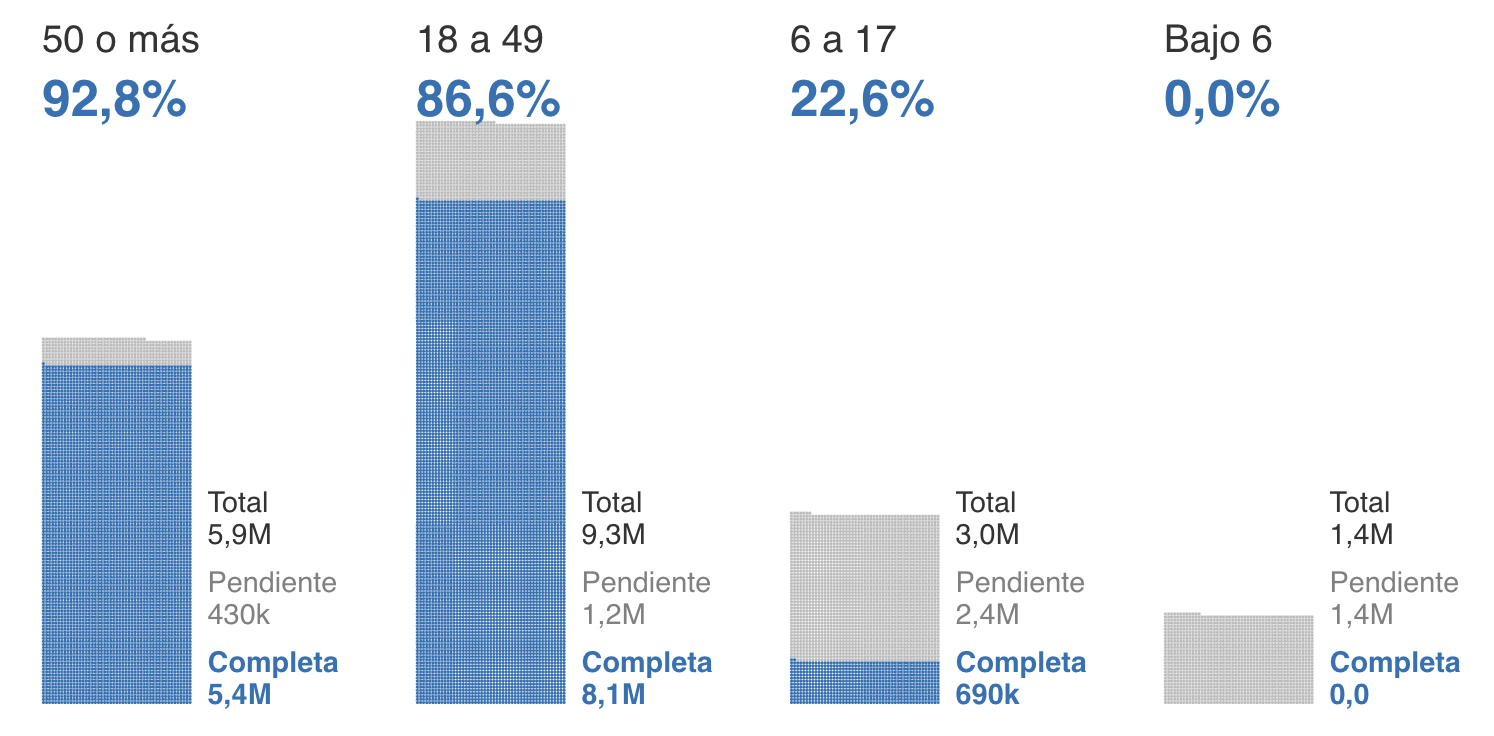 50 o más
92,8%
Total
5,9M
Pendiente
430k
Completa
5,4M
18 a 49
86,6%
Total
9,3M
Pendiente
1,2M
Completa
8,1M
6 a 17
22,6%
Total
3,0M
Pendiente
2,4M
Completa
690k
Bajo 6
0,0%
Total
1,4M
Pendiente
1,4M
Completa
0,0